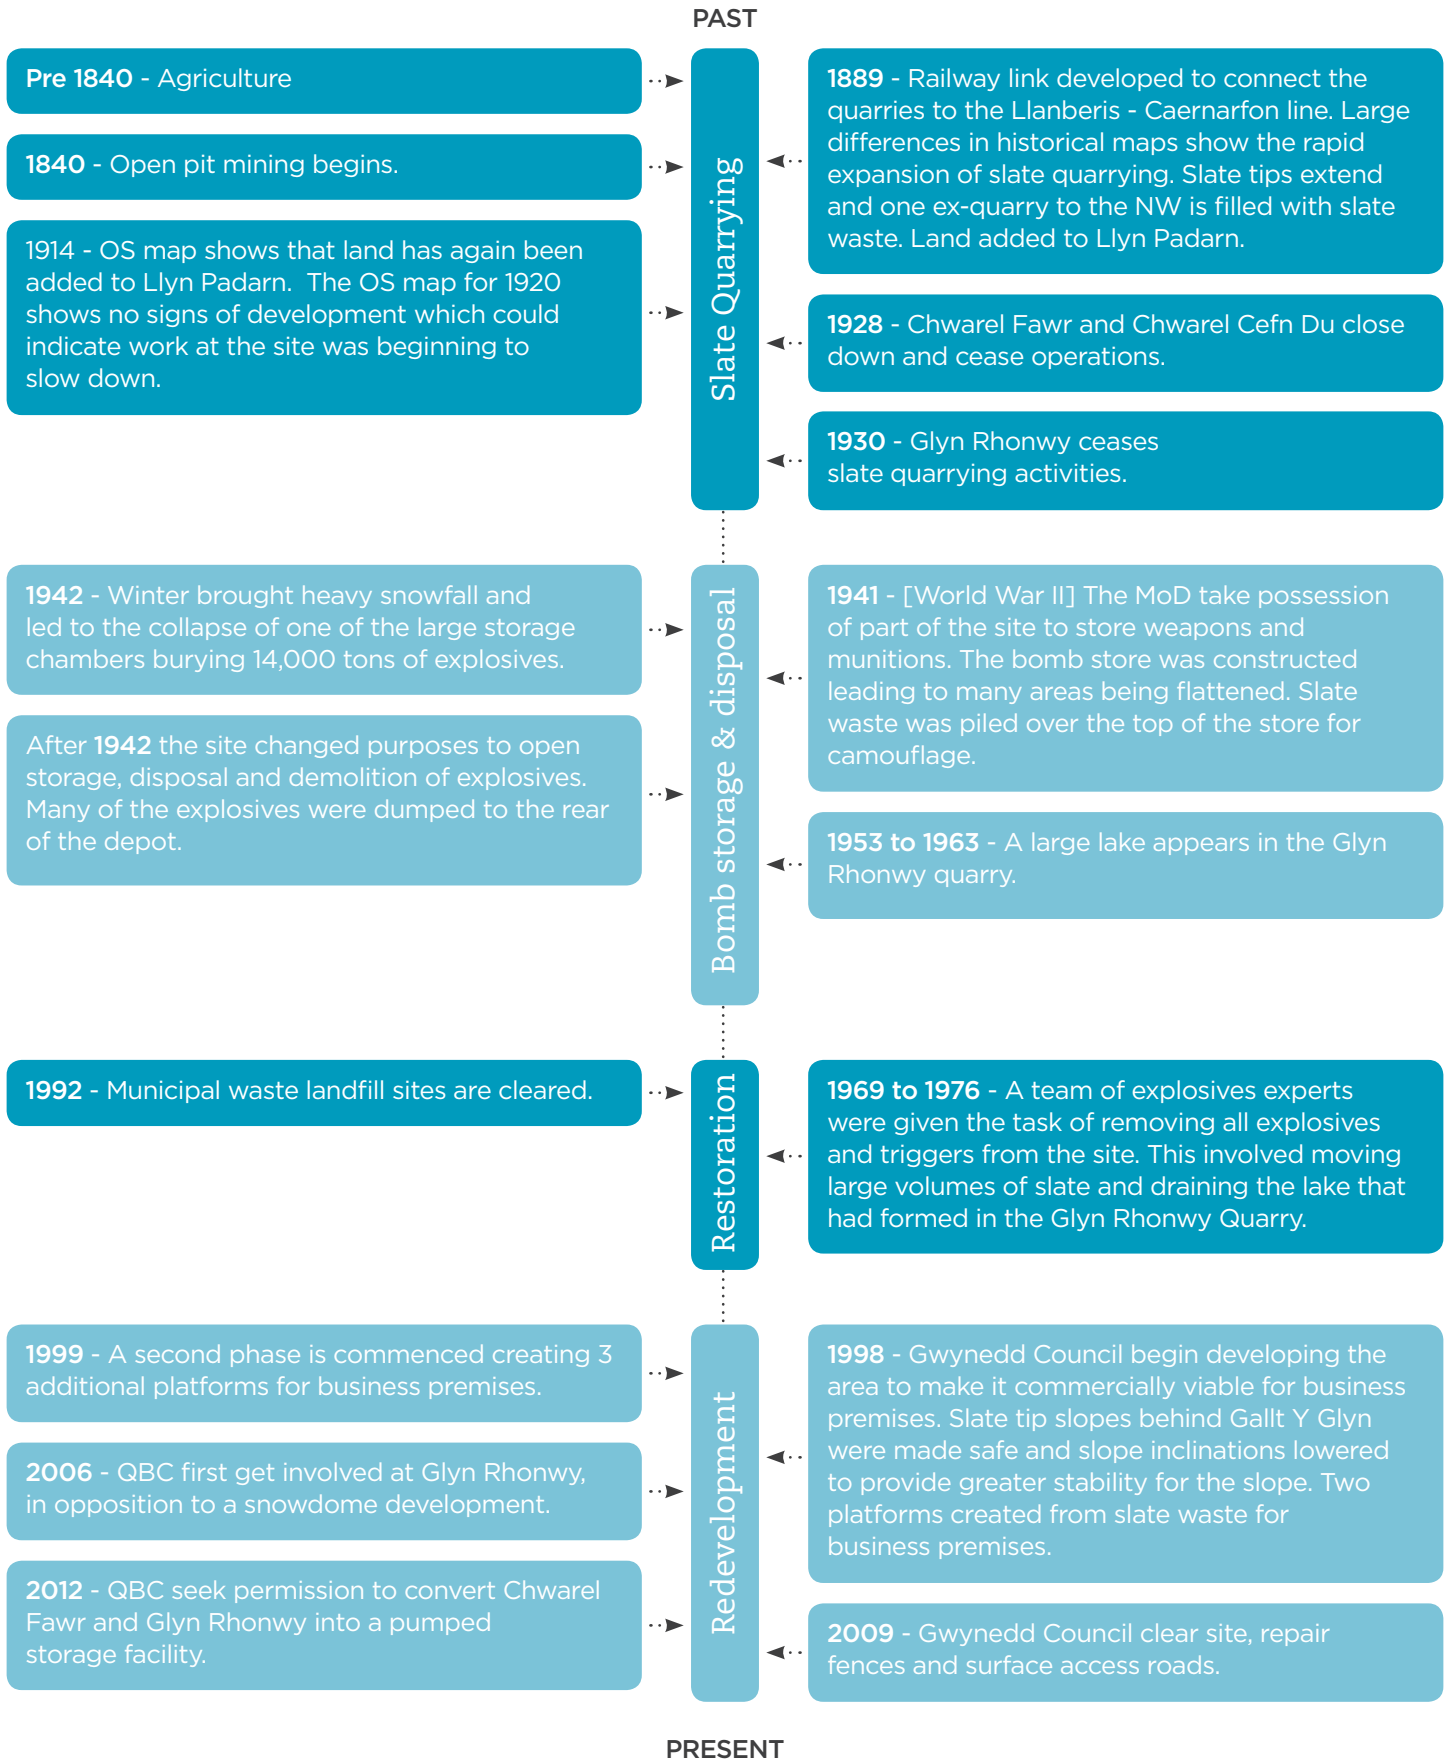 PAST
Pre 1840 - Agriculture
1840 - Open pit mining begins.
1914 - OS map shows that land has again been
added to Llyn Padarn.  The OS map for 1920
shows no signs of development which could
indicate work at the site was beginning to
slow down.
Slate Quarrying
1889 - Railway link developed to connect the
quarries to the Llanberis - Caernarfon line. Large
differences in historical maps show the rapid
expansion of slate quarrying. Slate tips extend
and one ex-quarry to the NW is filled with slate
waste. Land added to Llyn Padarn.
1928 - Chwarel Fawr and Chwarel Cefn Du close
down and cease operations.
1930 - Glyn Rhonwy ceases
slate quarrying activities.
1942 - Winter brought heavy snowfall and
led to the collapse of one of the large storage
chambers burying 14,000 tons of explosives.
After 1942 the site changed purposes to open
storage, disposal and demolition of explosives.
Many of the explosives were dumped to the rear
of the depot.
Bomb storage & disposal
1941 - [World War II] The MoD take possession
of part of the site to store weapons and
munitions. The bomb store was constructed
leading to many areas being flattened. Slate
waste was piled over the top of the store for
camouflage.
1953 to 1963 - A large lake appears in the Glyn
Rhonwy quarry.
1992 - Municipal waste landfill sites are cleared.
Restoration
1969 to 1976 - A team of explosives experts
were given the task of removing all explosives
and triggers from the site. This involved moving
large volumes of slate and draining the lake that
had formed in the Glyn Rhonwy Quarry.
1999 - A second phase is commenced creating 3
additional platforms for business premises.
2006 - QBC first get involved at Glyn Rhonwy,
in opposition to a snowdome development.
2012 - QBC seek permission to convert Chwarel
Fawr and Glyn Rhonwy into a pumped
storage facility.
Redevelopment
1998 - Gwynedd Council begin developing the
area to make it commercially viable for business
premises. Slate tip slopes behind Gallt Y Glyn
were made safe and slope inclinations lowered
to provide greater stability for the slope. Two
platforms created from slate waste for
business premises.
2009 - Gwynedd Council clear site, repair
fences and surface access roads.
PRESENT